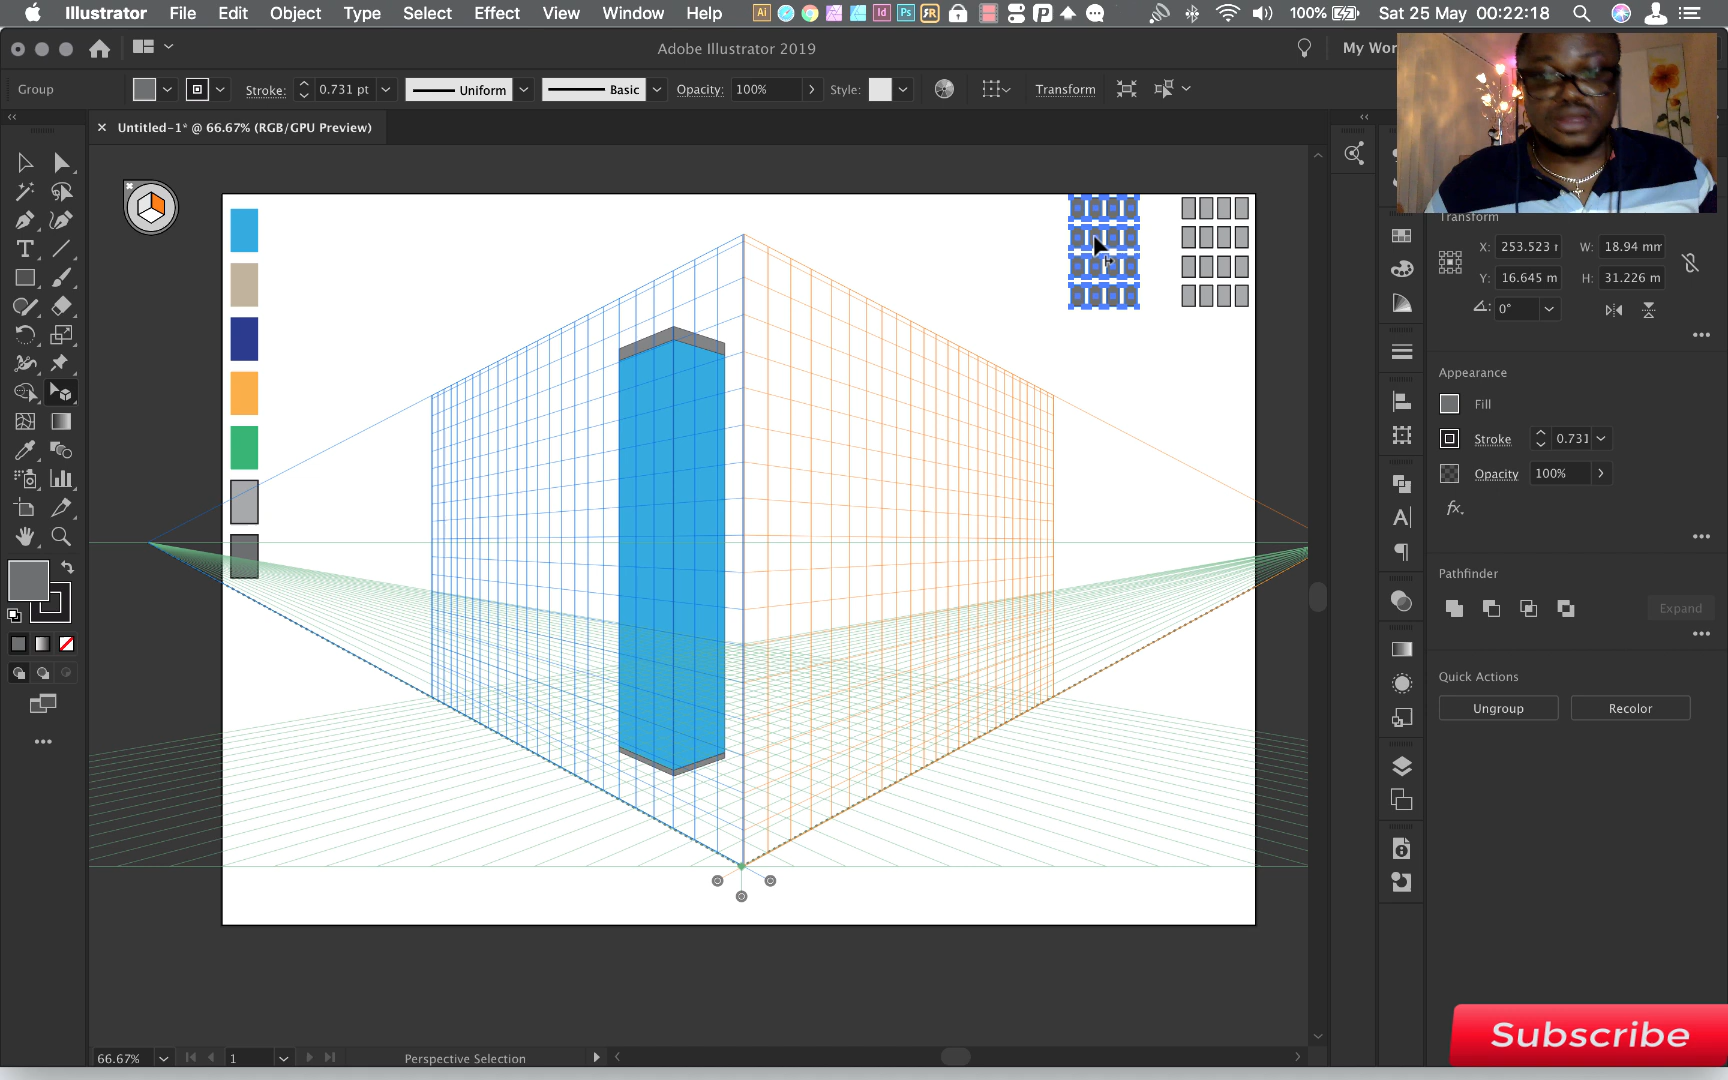 Illustrator File Edit Object Type Select Effect View Window Help Ai Id Ps 100% Sat 25 May 00:22:18
Adobe Illustrator 2019
My Wor
Group Stroke: 0.731 pt Uniform Basic Opacity: 100% Style: Transform
Untitled-1* @ 66.67% (RGB/GPU Preview)
Transform
X: 253.523 W: 18.94 mm
Y: 16.645 m H: 31.226 m
0°
Appearance
Fill
Stroke 0.731
Opacity 100%
fx.
Pathfinder
Expand
Quick Actions
Ungroup Recolor
66.67% 1 Perspective Selection
Subscribe